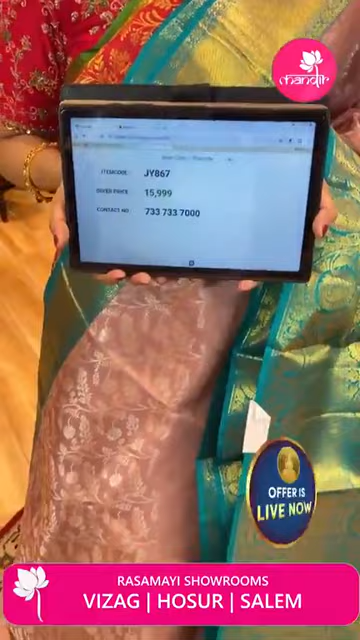 mandir
ITEMCODE : JY867
OFFER PRICE : 15,999
CONTACT NO : 733 733 7000
OFFER IS
LIVE NOW
RASAMAYI SHOWROOMS
VIZAG | HOSUR | SALEM